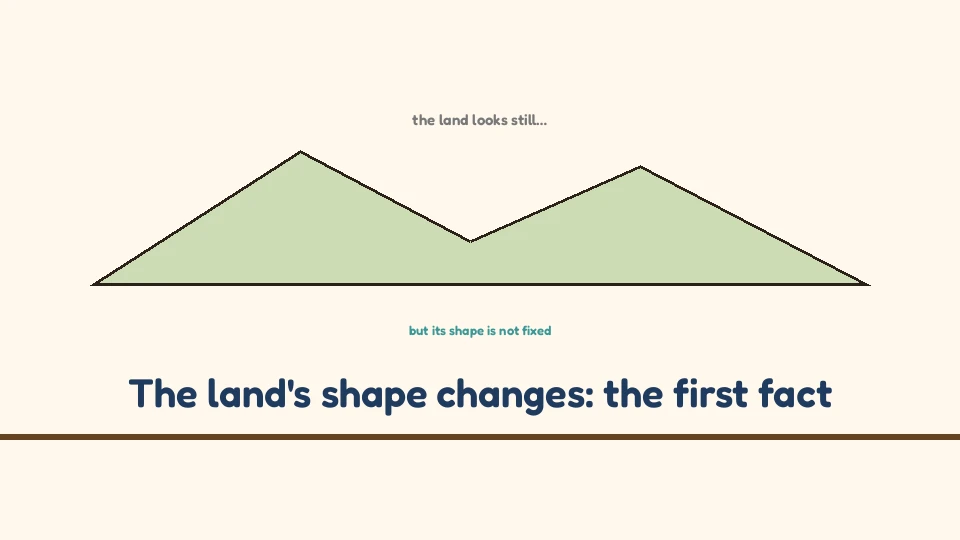 the land looks still...
but its shape is not fixed
The land's shape changes: the first fact